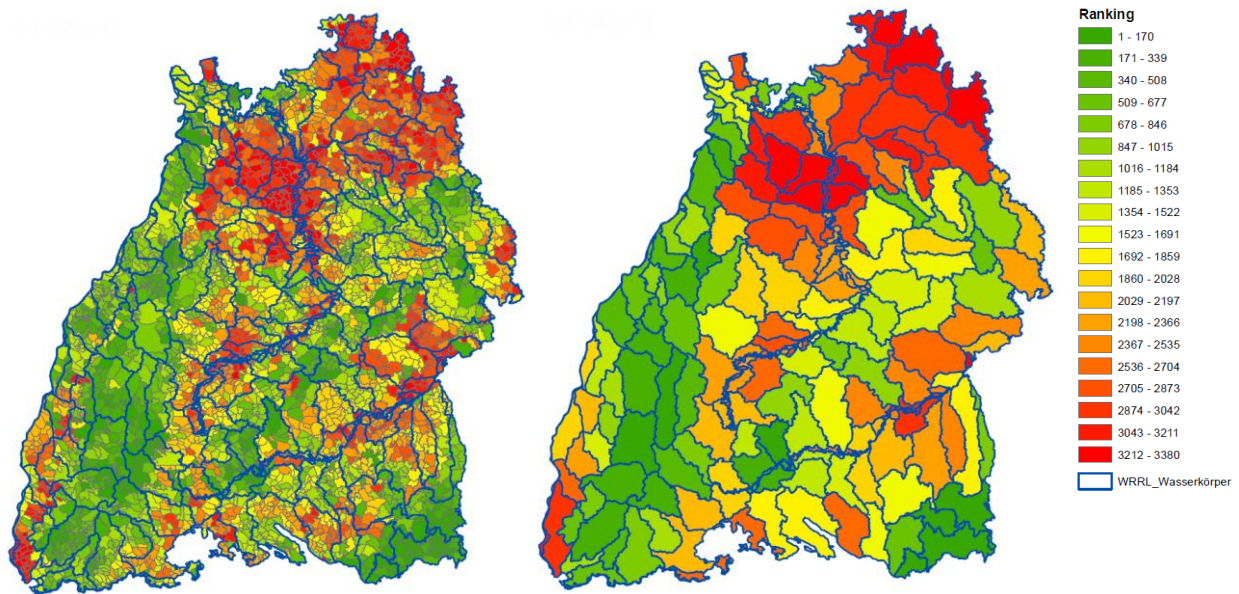 Ranking
1 - 170
171 - 339
340 - 508
509 - 677
678 - 846
847 - 1015
1016 - 1184
1185 - 1353
1354 - 1522
1523 - 1691
1692 - 1859
1860 - 2028
2029 - 2197
2198 - 2366
2367 - 2535
2536 - 2704
2705 - 2873
2874 - 3042
3043 - 3211
3212 - 3380
WRRL_Wasserkörper